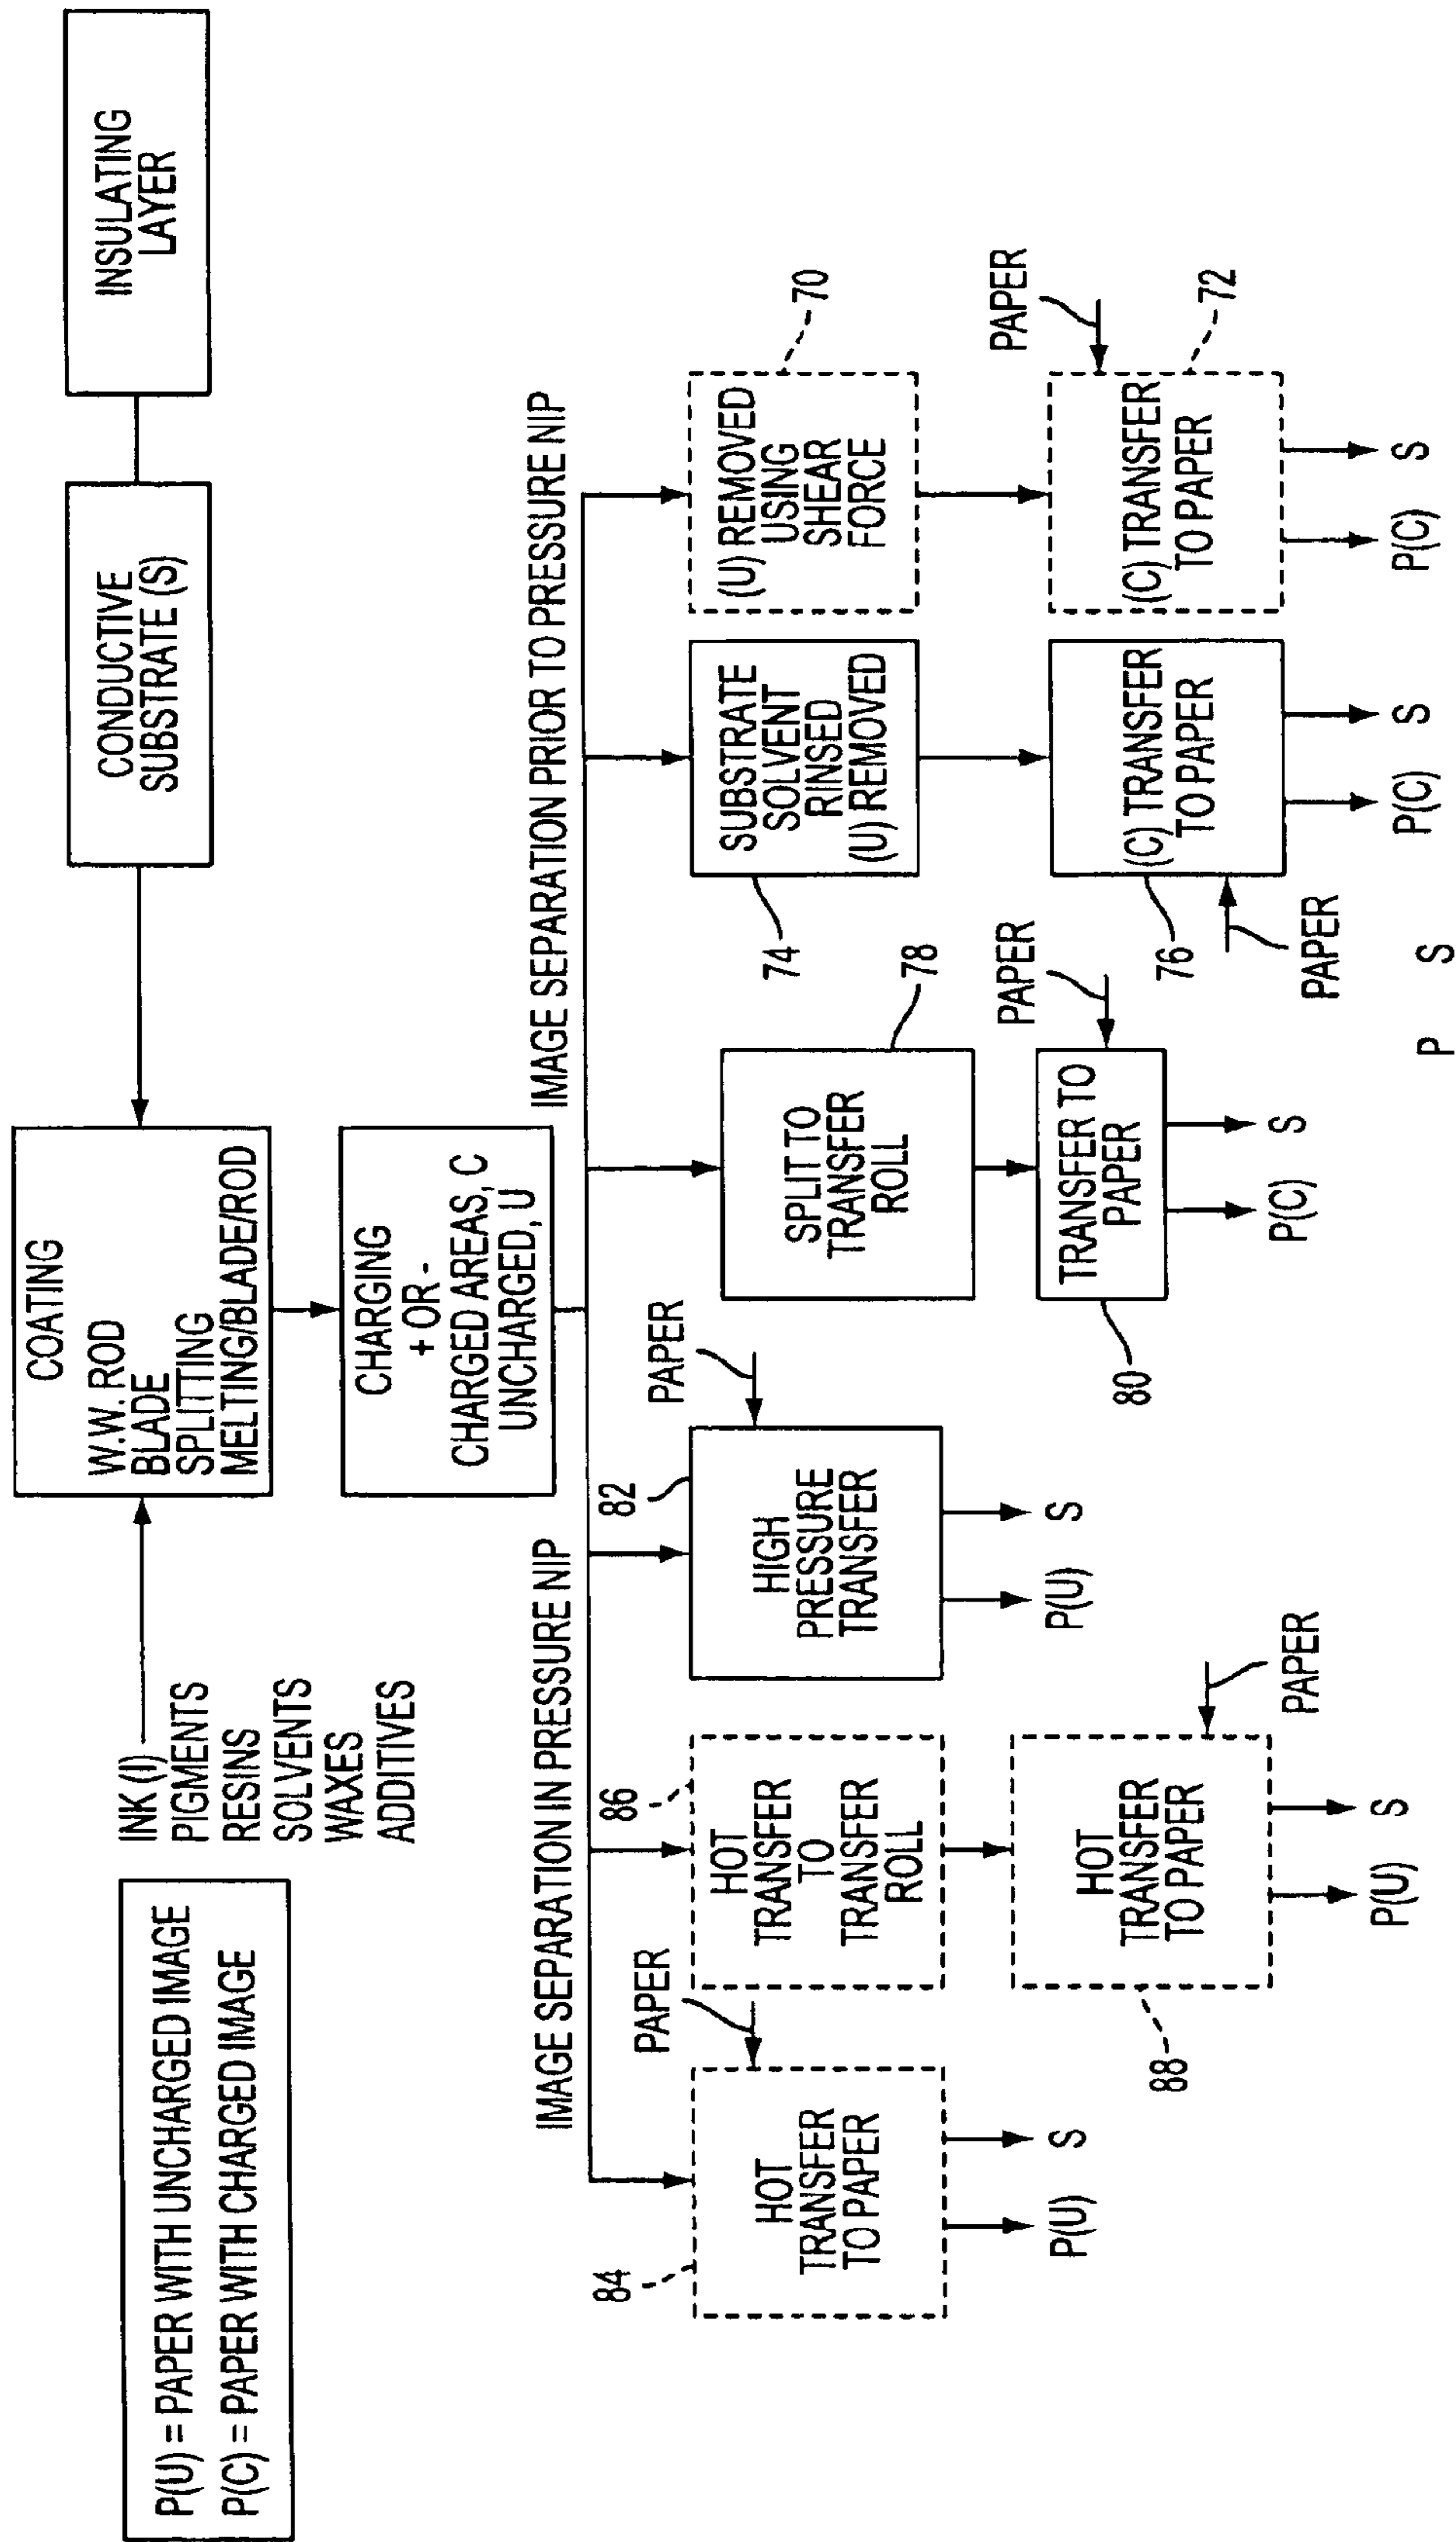 P(U) = PAPER WITH UNCHARGED IMAGE
P(C) = PAPER WITH CHARGED IMAGE
INK (I)
PIGMENTS
RESINS
SOLVENTS
WAXES
ADDITIVES
COATING
W.W. ROD
BLADE
SPLITTING
MELTING/BLADE/ROD
CONDUCTIVE
SUBSTRATE (S)
INSULATING
LAYER
CHARGING
+ OR -
CHARGED AREAS, C
UNCHARGED, U
IMAGE SEPARATION IN PRESSURE NIP
IMAGE SEPARATION PRIOR TO PRESSURE NIP
84
PAPER
HOT
TRANSFER
TO PAPER
P(U)
S
86
HOT
TRANSFER
TO
TRANSFER
ROLL
88
PAPER
HOT
TRANSFER
TO PAPER
P(U)
S
82
PAPER
HIGH
PRESSURE
TRANSFER
P(U)
S
78
SPLIT TO
TRANSFER
ROLL
80
PAPER
TRANSFER TO
PAPER
P(C)
S
74
SUBSTRATE
SOLVENT
RINSED
(U) REMOVED
76
PAPER
(C) TRANSFER
TO PAPER
P(C)
S
70
(U) REMOVED
USING
SHEAR
FORCE
PAPER
72
(C) TRANSFER
TO PAPER
P(C)
S
P
S